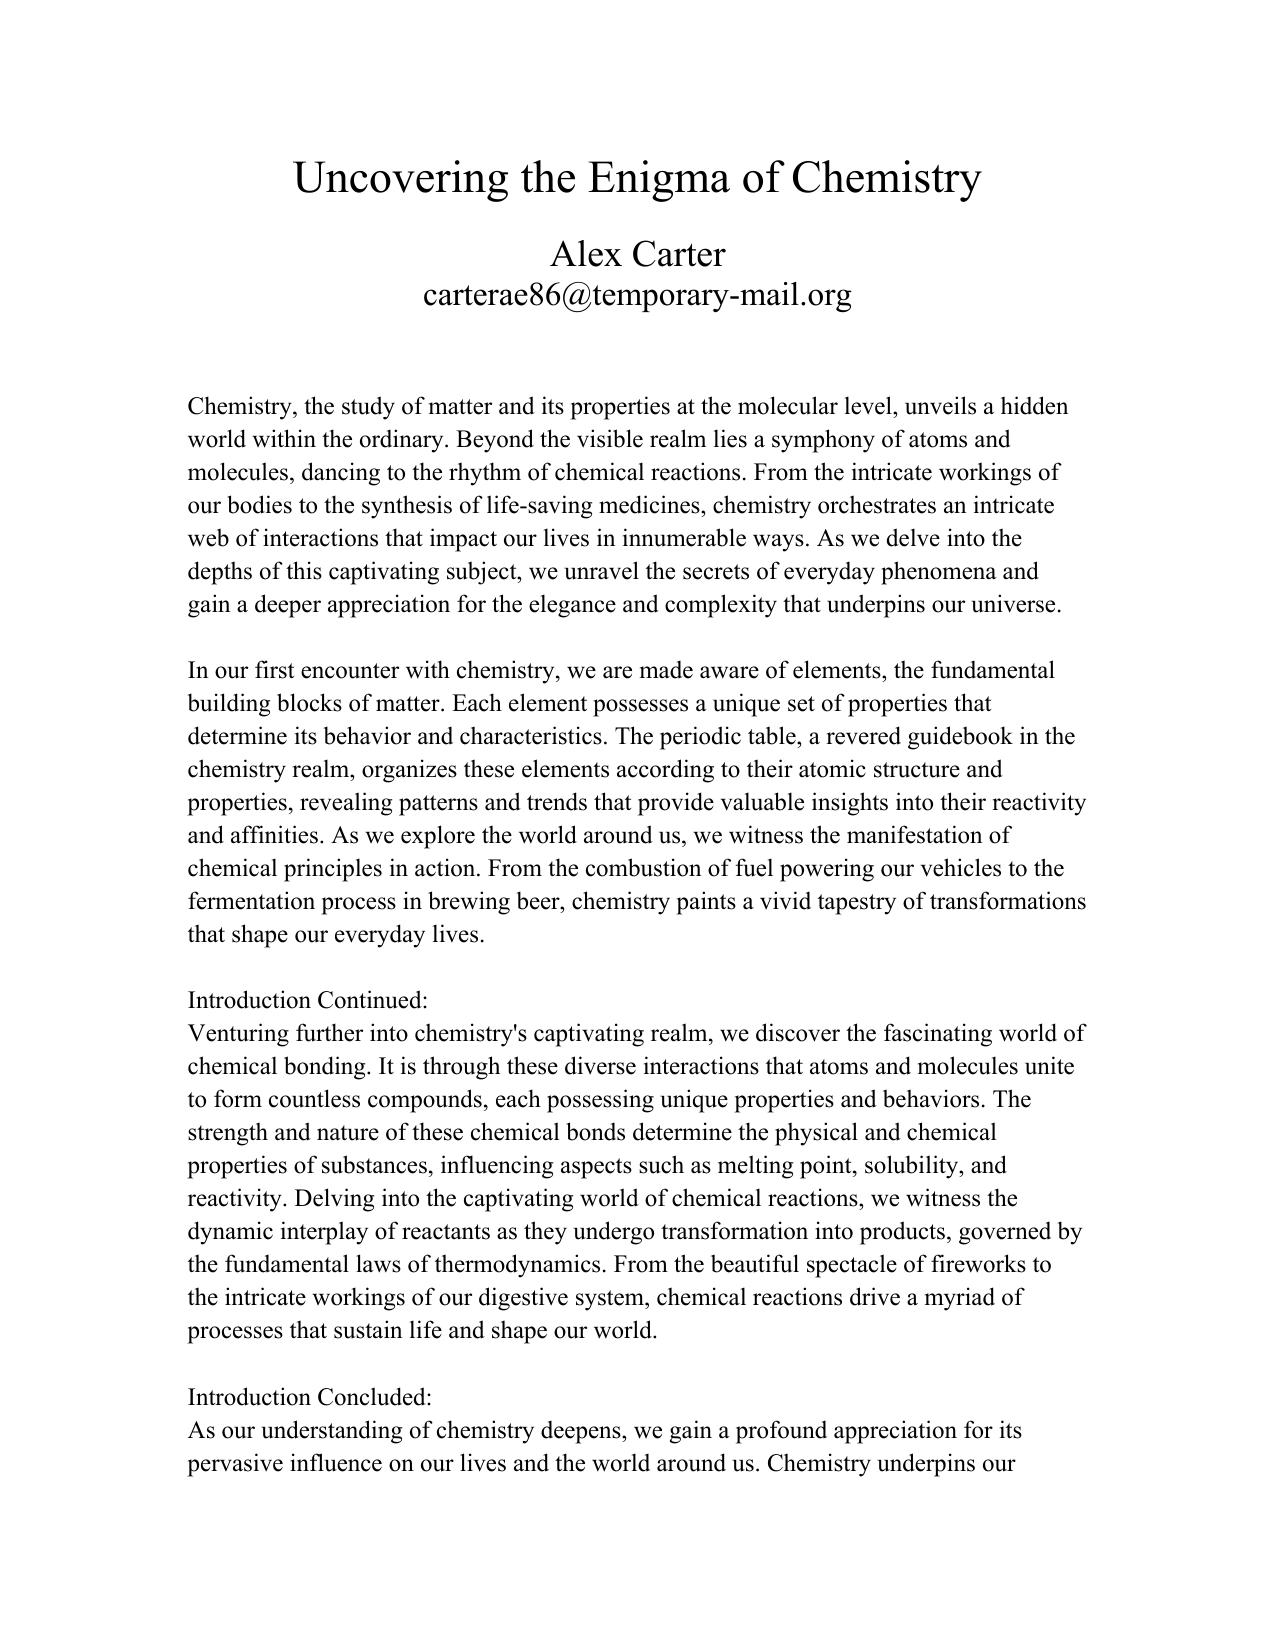 Uncovering the Enigma of Chemistry
Alex Carter
carterae86@temporary-mail.org
Chemistry, the study of matter and its properties at the molecular level, unveils a hidden
world within the ordinary. Beyond the visible realm lies a symphony of atoms and
molecules, dancing to the rhythm of chemical reactions. From the intricate workings of
our bodies to the synthesis of life-saving medicines, chemistry orchestrates an intricate
web of interactions that impact our lives in innumerable ways. As we delve into the
depths of this captivating subject, we unravel the secrets of everyday phenomena and
gain a deeper appreciation for the elegance and complexity that underpins our universe.
In our first encounter with chemistry, we are made aware of elements, the fundamental
building blocks of matter. Each element possesses a unique set of properties that
determine its behavior and characteristics. The periodic table, a revered guidebook in the
chemistry realm, organizes these elements according to their atomic structure and
properties, revealing patterns and trends that provide valuable insights into their reactivity
and affinities. As we explore the world around us, we witness the manifestation of
chemical principles in action. From the combustion of fuel powering our vehicles to the
fermentation process in brewing beer, chemistry paints a vivid tapestry of transformations
that shape our everyday lives.
Introduction Continued:
Venturing further into chemistry's captivating realm, we discover the fascinating world of
chemical bonding. It is through these diverse interactions that atoms and molecules unite
to form countless compounds, each possessing unique properties and behaviors. The
strength and nature of these chemical bonds determine the physical and chemical
properties of substances, influencing aspects such as melting point, solubility, and
reactivity. Delving into the captivating world of chemical reactions, we witness the
dynamic interplay of reactants as they undergo transformation into products, governed by
the fundamental laws of thermodynamics. From the beautiful spectacle of fireworks to
the intricate workings of our digestive system, chemical reactions drive a myriad of
processes that sustain life and shape our world.
Introduction Concluded:
As our understanding of chemistry deepens, we gain a profound appreciation for its
pervasive influence on our lives and the world around us. Chemistry underpins our